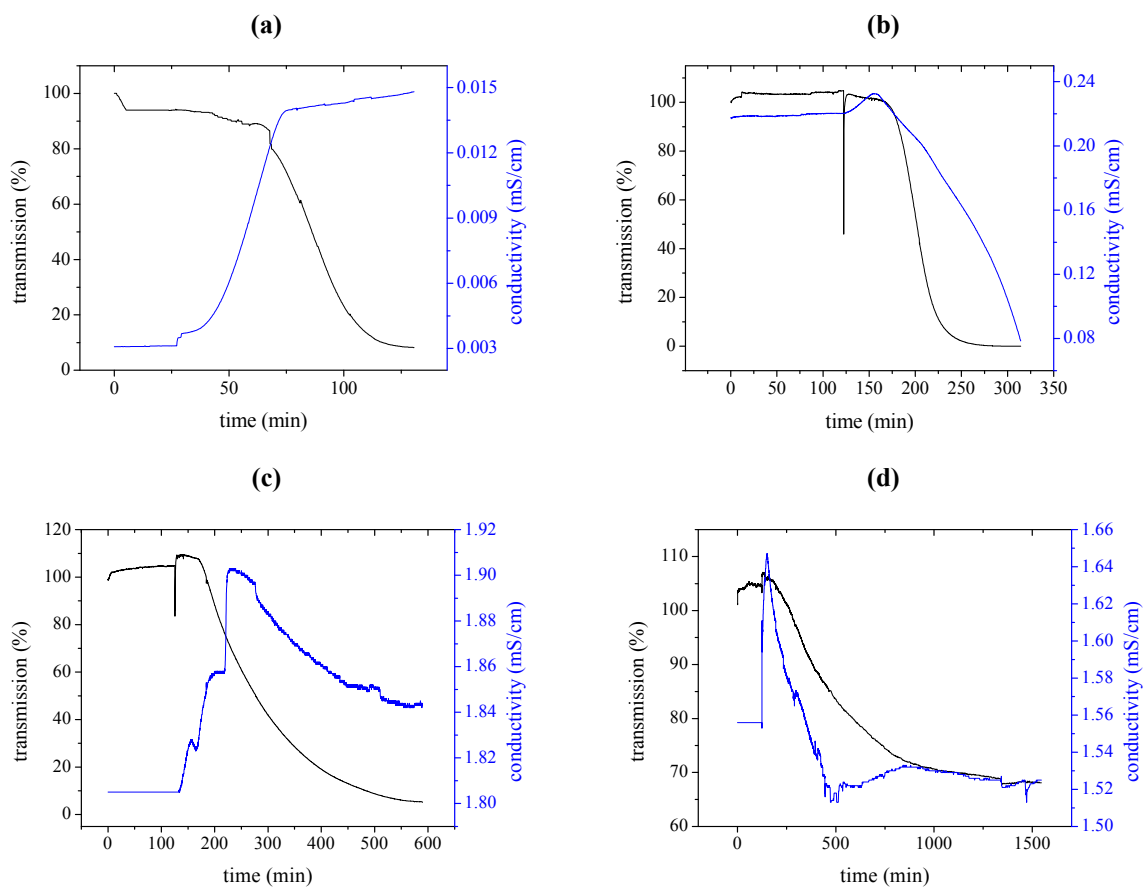 (a)
transmission (%)
100
80
60
40
20
0
0 50 100
time (min)
0.015
0.012
0.009
0.006
0.003
conductivity (mS/cm)
(b)
transmission (%)
100
80
60
40
20
0
0 50 100 150 200 250 300 350
time (min)
0.24
0.20
0.16
0.12
0.08
conductivity (mS/cm)
(c)
transmission (%)
120
100
80
60
40
20
0
0 100 200 300 400 500 600
time (min)
1.92
1.90
1.88
1.86
1.84
1.82
1.80
conductivity (mS/cm)
(d)
transmission (%)
110
100
90
80
70
60
0 500 1000 1500
time (min)
1.66
1.64
1.62
1.60
1.58
1.56
1.54
1.52
1.50
conductivity (mS/cm)